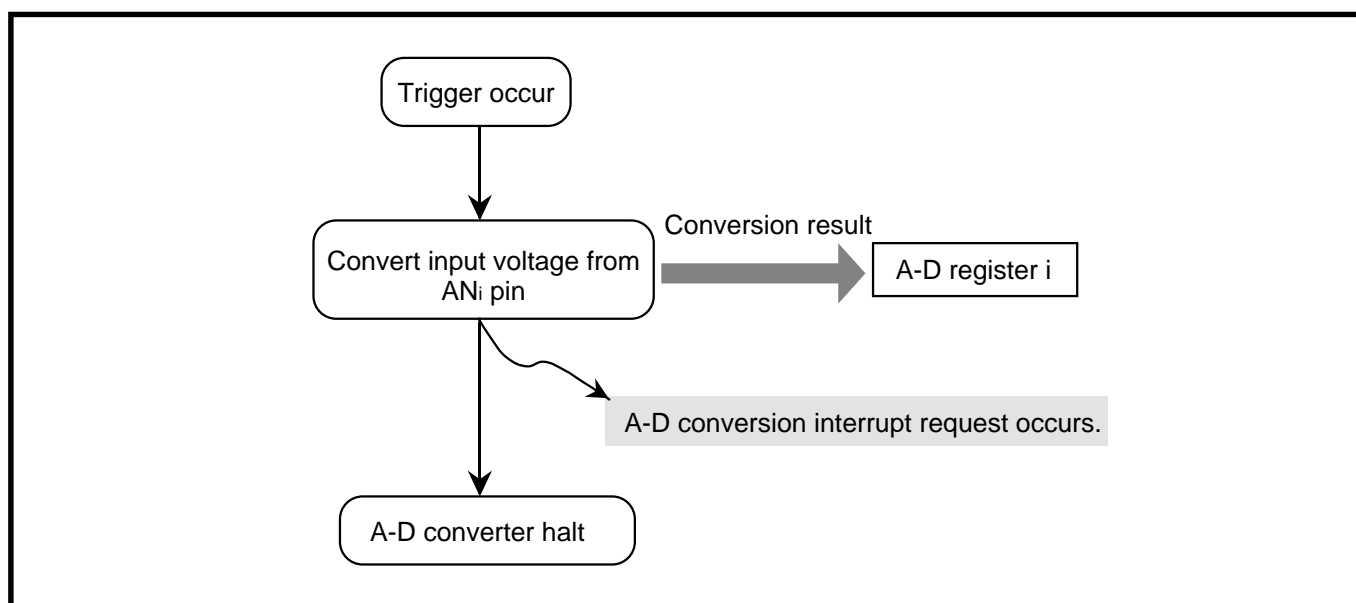 Trigger occur
Conversion result
Convert input voltage from
ANi pin
A-D register i
A-D conversion interrupt request occurs.
A-D converter halt